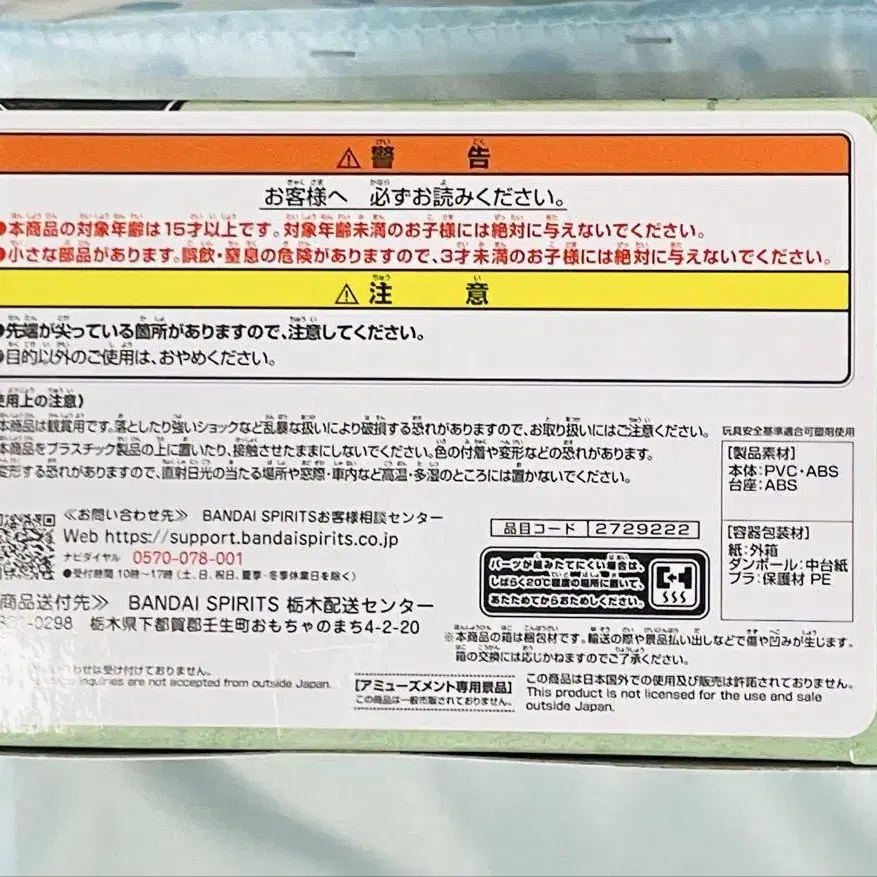 ⚠警 告
お客様へ 必ずお読みください。
●本商品の対象年齢は15才以上です。対象年齢未満のお子様には絶対に与えないでください。
●小さな部品があります。誤飲・窒息の危険がありますので、3才未満のお子様には絶対に与えないでください。
⚠注 意
●先端が尖っている箇所がありますので、注意してください。
●目的以外のご使用は、おやめください。
使用上の注意)
本商品は観賞用です。落としたり強いショックなど乱暴な扱いにより破損する恐れがありますので、お取り扱いにはご注意ください。
本商品をプラスチック製品の上に置いたり、接触させたままにしないでください。色の付着や変形などの恐れがあります。
変形する恐れがありますので、直射日光の当たる場所や窓際・車内など高温・多湿のところには置かないでください。
玩具安全基準適合可塑剤使用
[製品素材]
本体:PVC・ABS
台座:ABS
[容器包装材]
紙:外箱
ダンボール:中台紙
プラ:保護材 PE
≪お問い合わせ先≫ BANDAI SPIRITSお客様相談センター
Web https://support.bandaispirits.co.jp
ナビダイヤル 0570-078-001
●受付時間 10時~17時(土、日、祝日、夏季・冬季休業日を除く)
品目コード 2729222
パーツが組みたてにくい場合は、
しばらく20℃程度の場所に置いて、
あたためてからおためしください。
商品送付先≫ BANDAI SPIRITS 栃木配送センター
-0298 栃木県下都賀郡壬生町おもちゃのまち4-2-20
※本商品の箱は梱包材です。輸送の際や景品払い出しなどで傷や凹みが生じます。
箱の交換には応じかねますのでご了承ください。
わせは受け付けておりません。
inquiries are not accepted from outside Japan.
[アミューズメント専用景品]
この商品は一般市販されておりません。
この商品は日本国外での使用及び販売は許諾されておりません。
This product is not licensed for the use and sale
outside Japan.